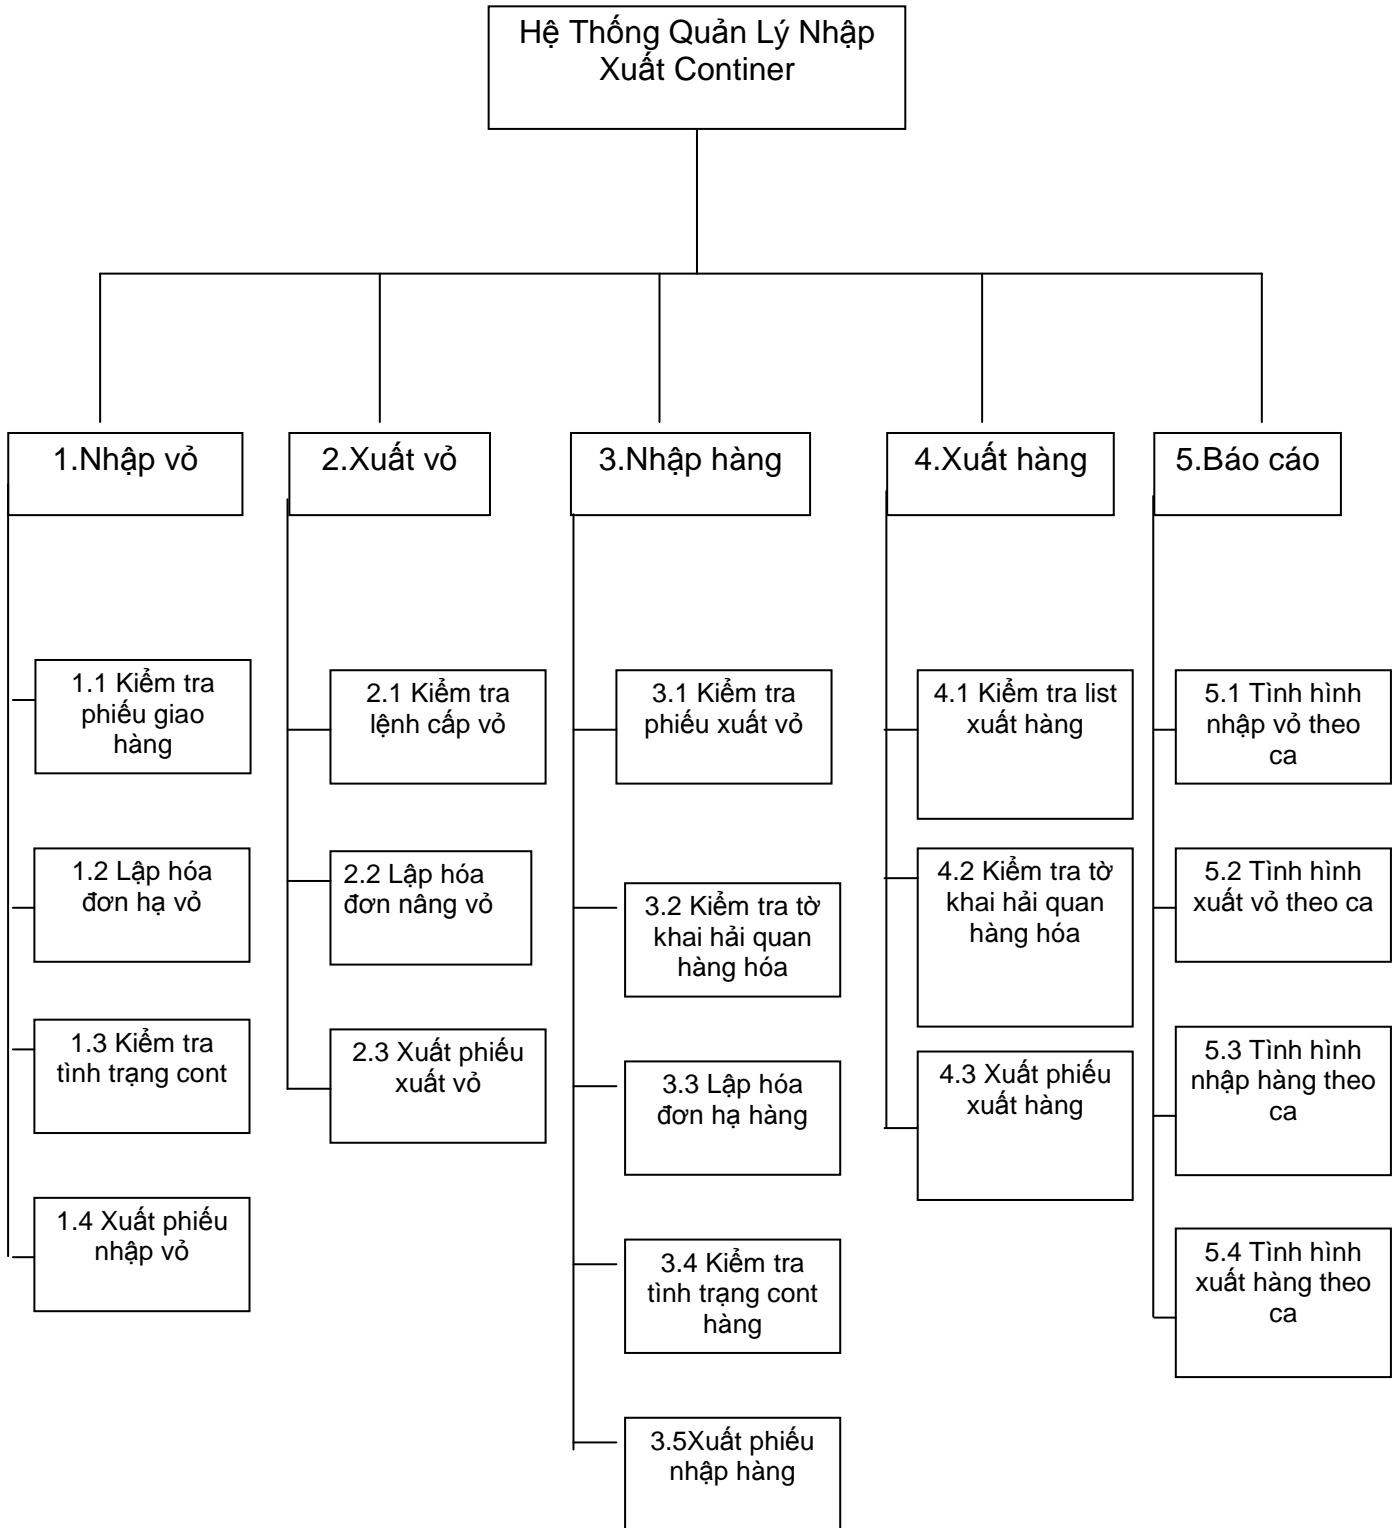 Hệ Thống Quản Lý Nhập
Xuất Continer
1.Nhập vỏ
2.Xuất vỏ
3.Nhập hàng
4.Xuất hàng
5.Báo cáo
1.1 Kiểm tra
phiếu giao
hàng
1.2 Lập hóa
đơn hạ vỏ
1.3 Kiểm tra
tình trạng cont
1.4 Xuất phiếu
nhập vỏ
2.1 Kiểm tra
lệnh cấp vỏ
2.2 Lập hóa
đơn nâng vỏ
2.3 Xuất phiếu
xuất vỏ
3.1 Kiểm tra
phiếu xuất vỏ
3.2 Kiểm tra tờ
khai hải quan
hàng hóa
3.3 Lập hóa
đơn hạ hàng
3.4 Kiểm tra
tình trạng cont
hàng
3.5Xuất phiếu
nhập hàng
4.1 Kiểm tra list
xuất hàng
4.2 Kiểm tra tờ
khai hải quan
hàng hóa
4.3 Xuất phiếu
xuất hàng
5.1 Tình hình
nhập vỏ theo
ca
5.2 Tình hình
xuất vỏ theo ca
5.3 Tình hình
nhập hàng theo
ca
5.4 Tình hình
xuất hàng theo
ca